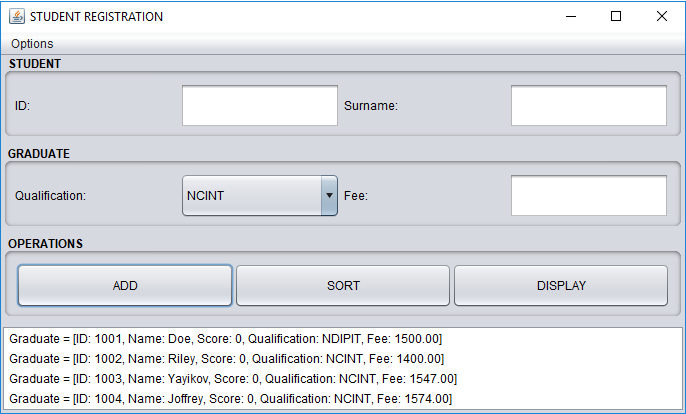 STUDENT REGISTRATION
Options
STUDENT
ID: Surname:
GRADUATE
Qualification: NCINT Fee:
OPERATIONS
ADD SORT DISPLAY
Graduate = [ID: 1001, Name: Doe, Score: 0, Qualification: NDIPIT, Fee: 1500.00]
Graduate = [ID: 1002, Name: Riley, Score: 0, Qualification: NCINT, Fee: 1400.00]
Graduate = [ID: 1003, Name: Yayikov, Score: 0, Qualification: NCINT, Fee: 1547.00]
Graduate = [ID: 1004, Name: Joffrey, Score: 0, Qualification: NCINT, Fee: 1574.00]